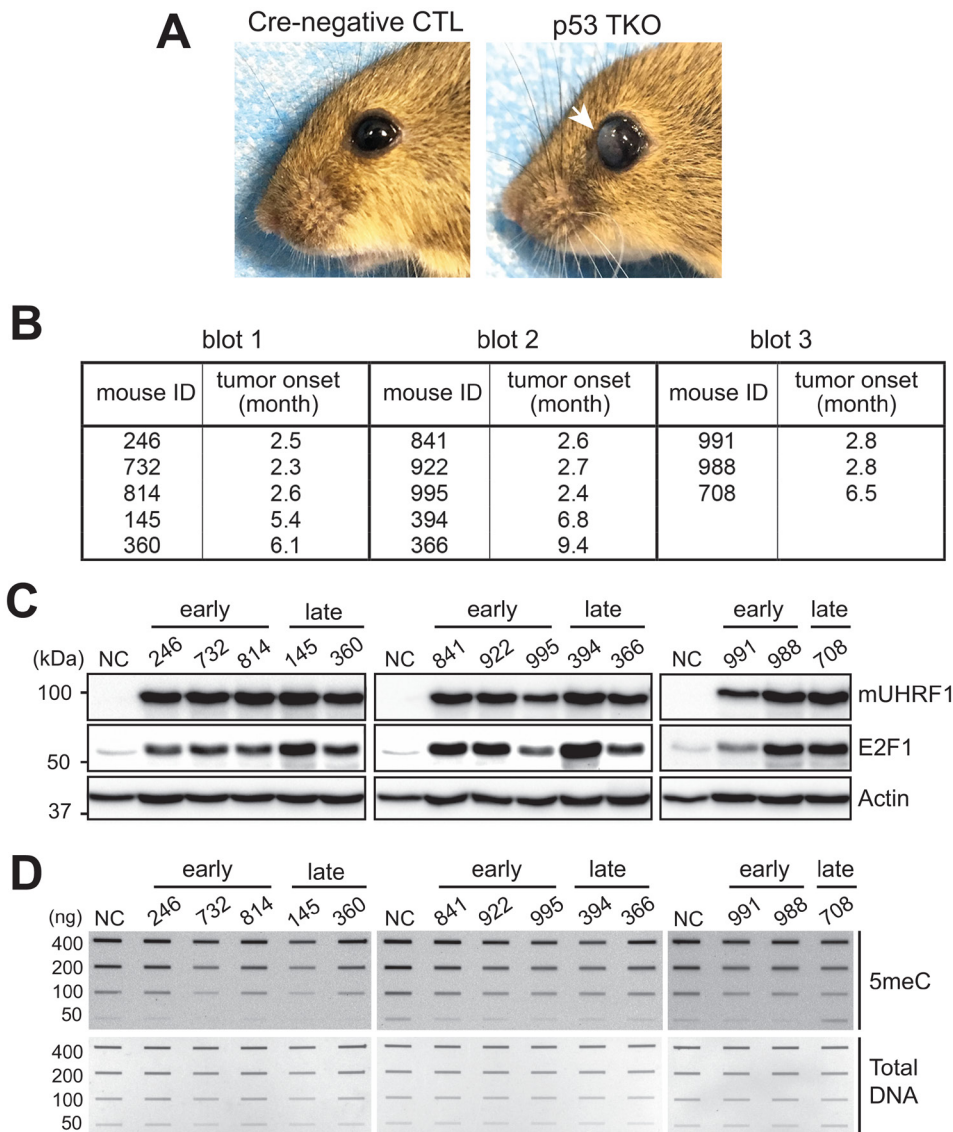 A
Cre-negative CTL p53 TKO
B
blot 1 blot 2 blot 3
mouse ID tumor onset (month) mouse ID tumor onset (month) mouse ID tumor onset (month)
246 2.5 841 2.6 991 2.8
732 2.3 922 2.7 988 2.8
814 2.6 995 2.4 708 6.5
145 5.4 394 6.8
360 6.1 366 9.4
C
early late early late early late
(kDa) NC 246 732 814 145 360 NC 841 922 995 394 366 NC 991 988 708
100 mUHRF1
50 E2F1
37 Actin
D
early late early late early late
(ng) NC 246 732 814 145 360 NC 841 922 995 394 366 NC 991 988 708
400
200
100
50
5meC
400
200
100
50
Total
DNA